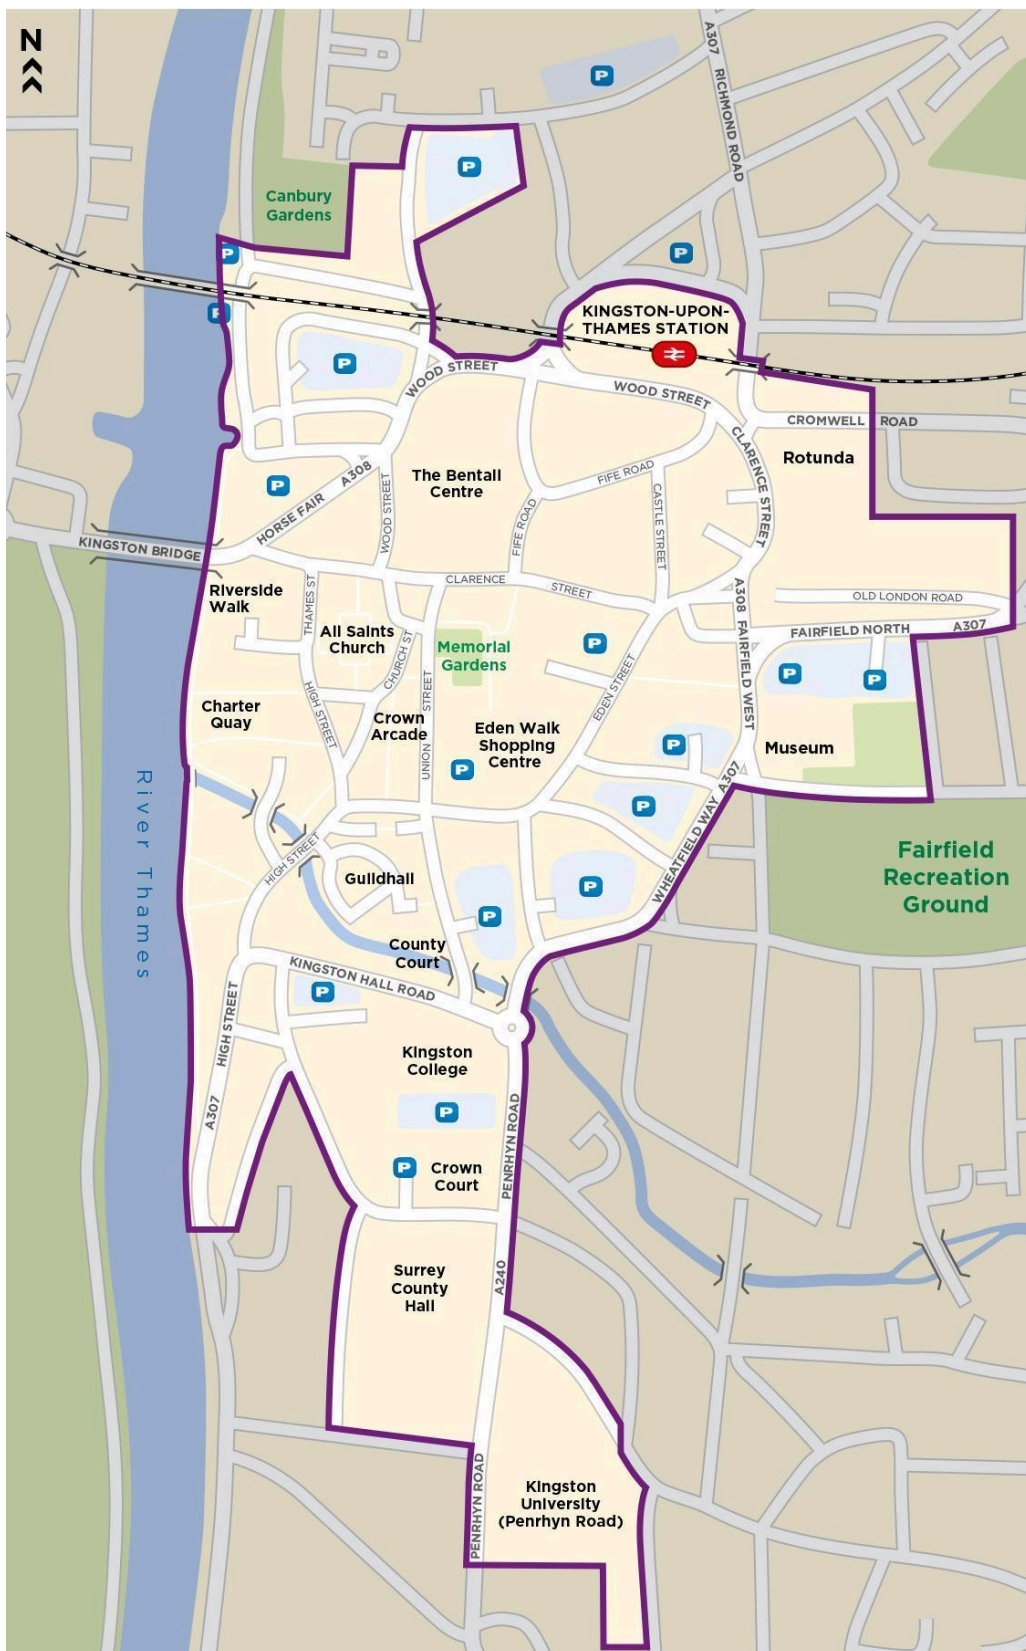 N
P
A307 RICHMOND ROAD
P
Canbury
Gardens
P
P
P
KINGSTON-UPON-
THAMES STATION
P
WOOD STREET
WOOD STREET
CROMWELL ROAD
CLARENCE STREET
Rotunda
The Bentall
Centre
FIFE ROAD
A308
HORSE FAIR
P
WOOD STREET
CASTLE STREET
FIFE ROAD
KINGSTON BRIDGE
CLARENCE
STREET
Riverside
Walk
THAMES ST
A308 FAIRFIELD WEST
OLD LONDON ROAD
FAIRFIELD NORTH
A307
All Saints
Church
CHURCH ST
Memorial
Gardens
P
P
P
EDEN STREET
HIGH STREET
UNION STREET
Charter
Quay
Crown
Arcade
Eden Walk
Shopping
Centre
P
P
Museum
River Thames
P
WHEATFIELD WAY A307
HIGH STREET
Guildhall
P
Fairfield
Recreation
Ground
P
County
Court
KINGSTON HALL ROAD
P
HIGH STREET
A307
Kingston
College
P
PENRHYN ROAD
P
Crown
Court
A240
Surrey
County
Hall
PENRHYN ROAD
Kingston
University
(Penrhyn Road)